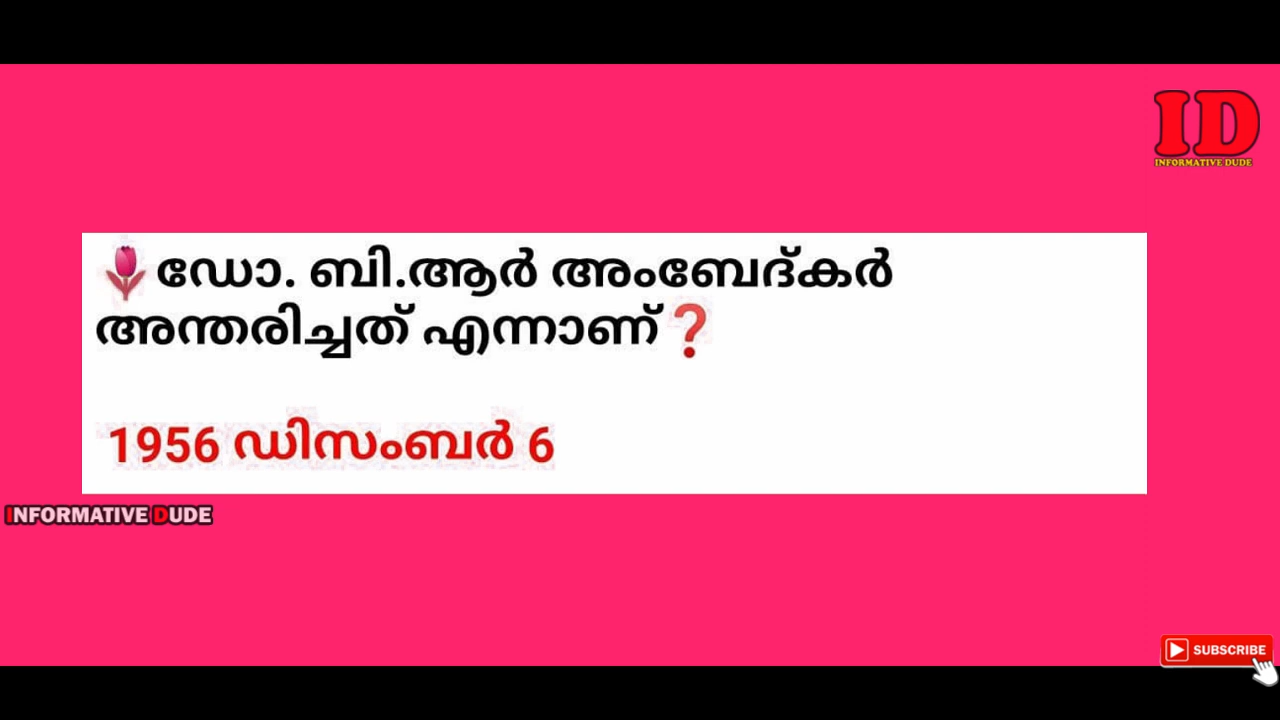 ID
INFORMATIVE DUDE
🌷ഡോ. ബി.ആർ അംബേദ്കർ
അന്തരിച്ചത് എന്നാണ്❓
1956 ഡിസംബർ 6
INFORMATIVE DUDE
SUBSCRIBE